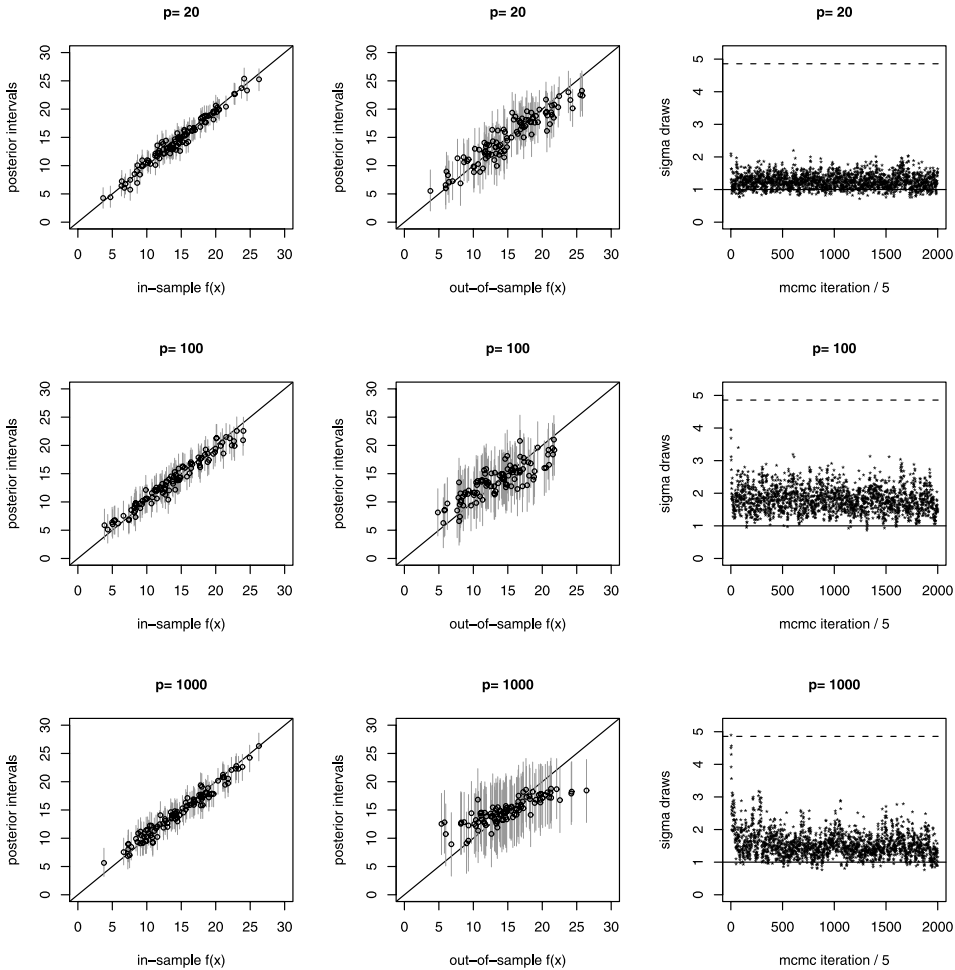 p= 20
p= 20
p= 20
posterior intervals
0 5 10 15 20 25 30
0 5 10 15 20 25 30
in−sample f(x)
posterior intervals
0 5 10 15 20 25 30
0 5 10 15 20 25 30
out−of−sample f(x)
sigma draws
0 1 2 3 4 5
0 500 1000 1500 2000
mcmc iteration / 5
p= 100
p= 100
p= 100
posterior intervals
0 5 10 15 20 25 30
0 5 10 15 20 25 30
in−sample f(x)
posterior intervals
0 5 10 15 20 25 30
0 5 10 15 20 25 30
out−of−sample f(x)
sigma draws
0 1 2 3 4 5
0 500 1000 1500 2000
mcmc iteration / 5
p= 1000
p= 1000
p= 1000
posterior intervals
0 5 10 15 20 25 30
0 5 10 15 20 25 30
in−sample f(x)
posterior intervals
0 5 10 15 20 25 30
0 5 10 15 20 25 30
out−of−sample f(x)
sigma draws
0 1 2 3 4 5
0 500 1000 1500 2000
mcmc iteration / 5